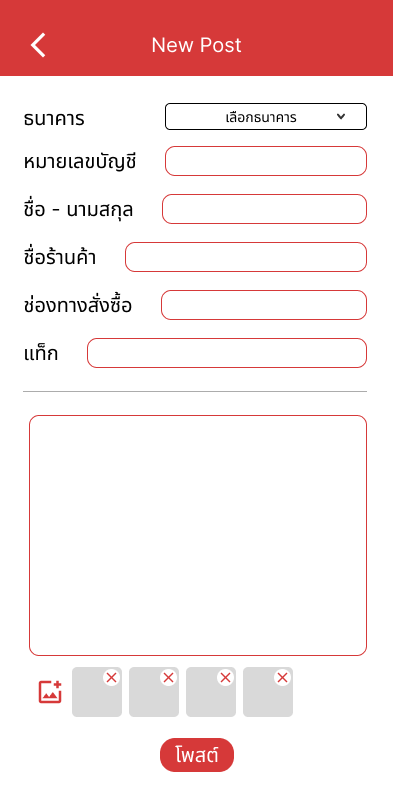 New Post
ธนาคาร
เลือกธนาคาร
หมายเลขบัญชี
ชื่อ - นามสกุล
ชื่อร้านค้า
ช่องทางสั่งซื้อ
แท็ก
โพสต์